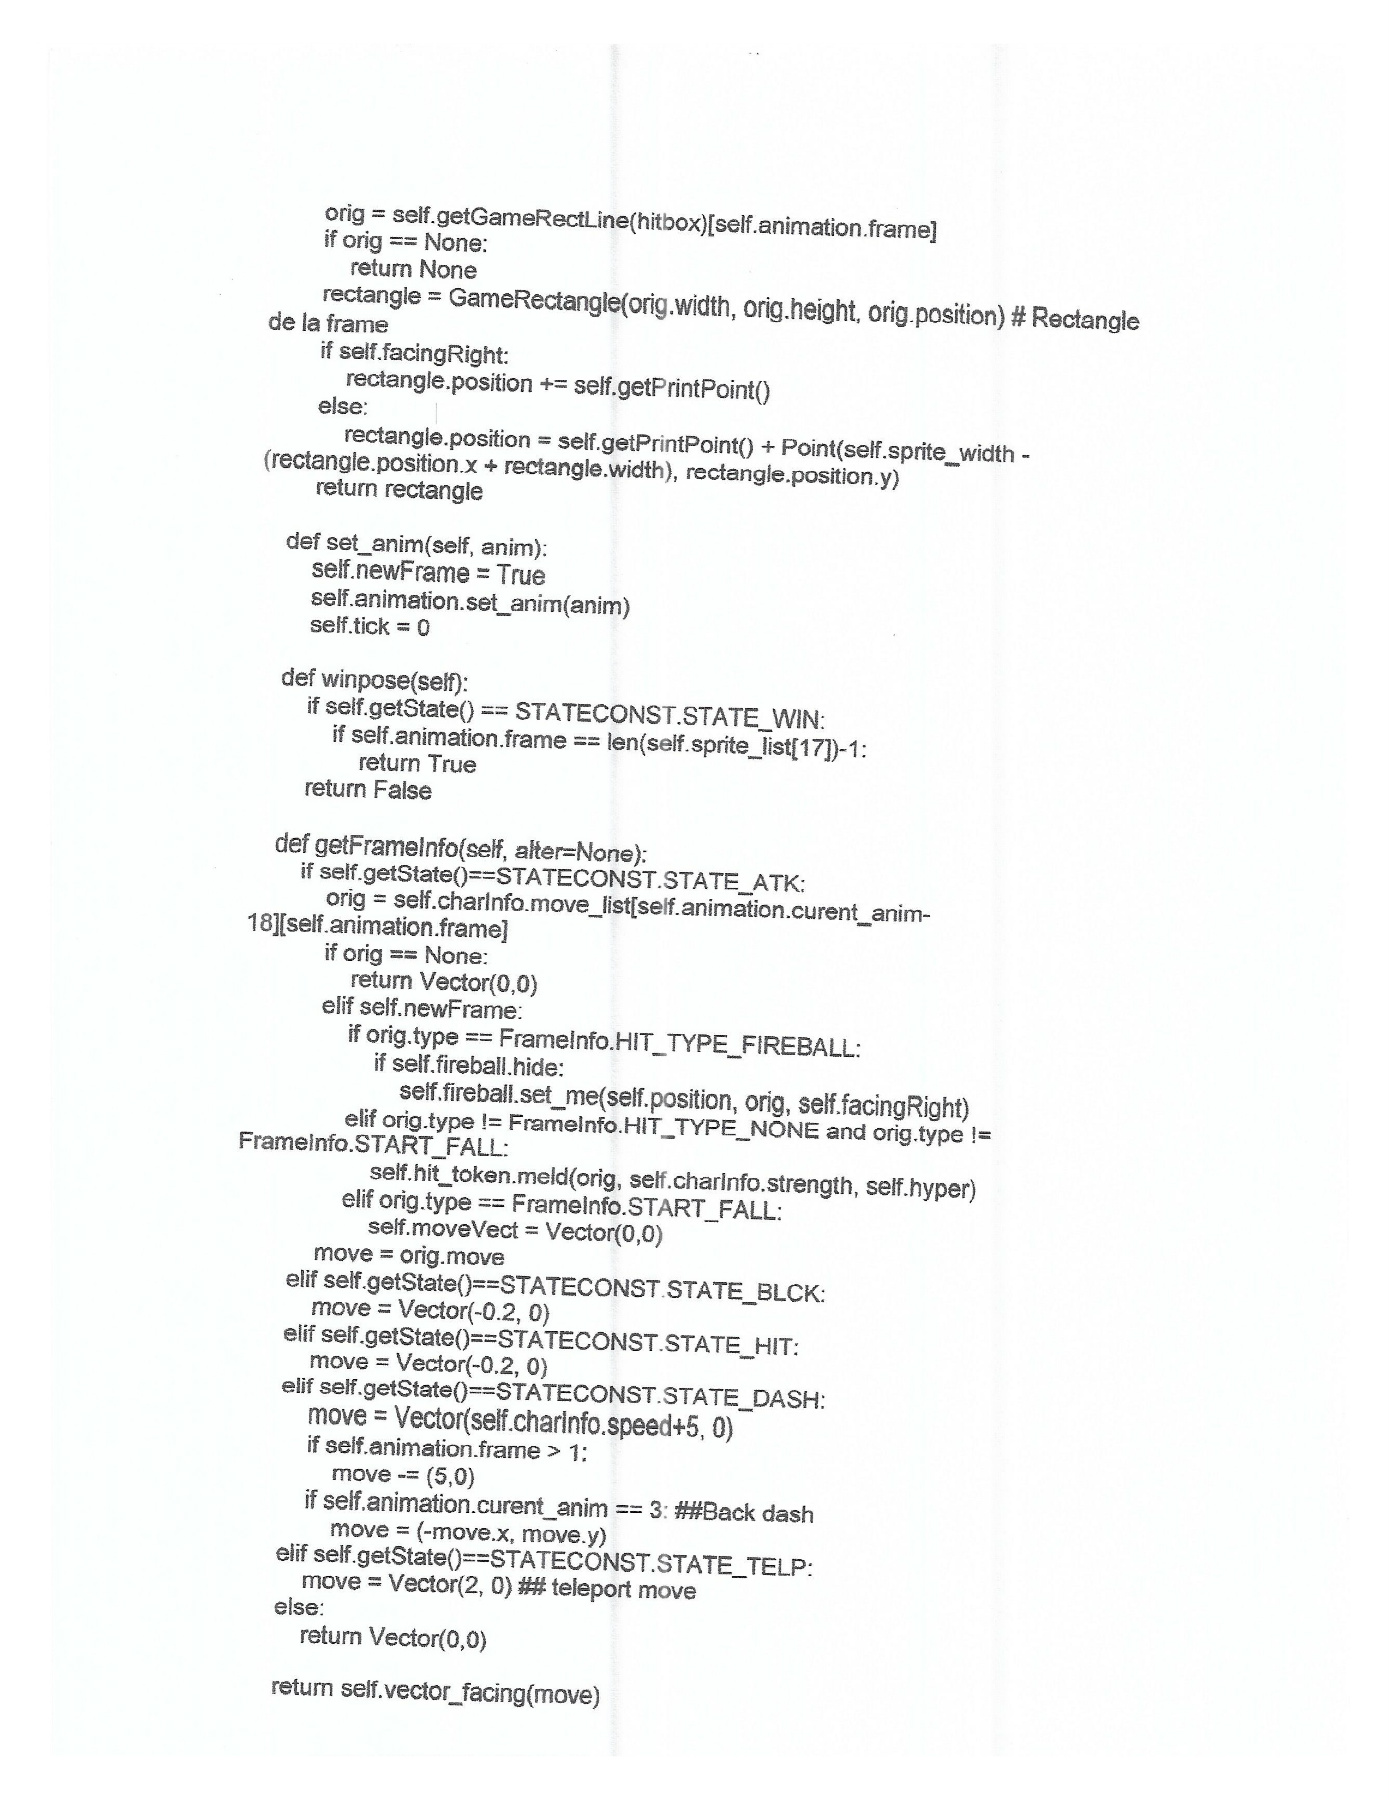 orig = self.getGameRectLine(hitbox)[self.animation.frame]
if orig == None:
return None
rectangle = GameRectangle(orig.width, orig.height, orig.position) # Rectangle
de la frame
if self.facingRight:
rectangle.position += self.getPrintPoint()
else:
rectangle.position = self.getPrintPoint() + Point(self.sprite_width -
(rectangle.position.x + rectangle.width), rectangle.position.y)
return rectangle
def set_anim(self, anim):
self.newFrame = True
self.animation.set_anim(anim)
self.tick = 0
def winpose(self):
if self.getState() == STATECONST.STATE_WIN:
if self.animation.frame == len(self.sprite_list[17])-1:
return True
return False
def getFrameInfo(self, alter=None):
if self.getState()==STATECONST.STATE_ATK:
orig = self.charInfo.move_list[self.animation.curent_anim-
18][self.animation.frame]
if orig == None:
return Vector(0,0)
elif self.newFrame:
if orig.type == FrameInfo.HIT_TYPE_FIREBALL:
if self.fireball.hide:
self.fireball.set_me(self.position, orig, self.facingRight)
elif orig.type != FrameInfo.HIT_TYPE_NONE and orig.type !=
FrameInfo.START_FALL:
self.hit_token.meld(orig, self.charInfo.strength, self.hyper)
elif orig.type == FrameInfo.START_FALL:
self.moveVect = Vector(0,0)
move = orig.move
elif self.getState()==STATECONST.STATE_BLCK:
move = Vector(-0.2, 0)
elif self.getState()==STATECONST.STATE_HIT:
move = Vector(-0.2, 0)
elif self.getState()==STATECONST.STATE_DASH:
move = Vector(self.charInfo.speed+5, 0)
if self.animation.frame > 1:
move -= (5,0)
if self.animation.curent_anim == 3: ##Back dash
move = (-move.x, move.y)
elif self.getState()==STATECONST.STATE_TELP:
move = Vector(2, 0) ## teleport move
else:
return Vector(0,0)
return self.vector_facing(move)